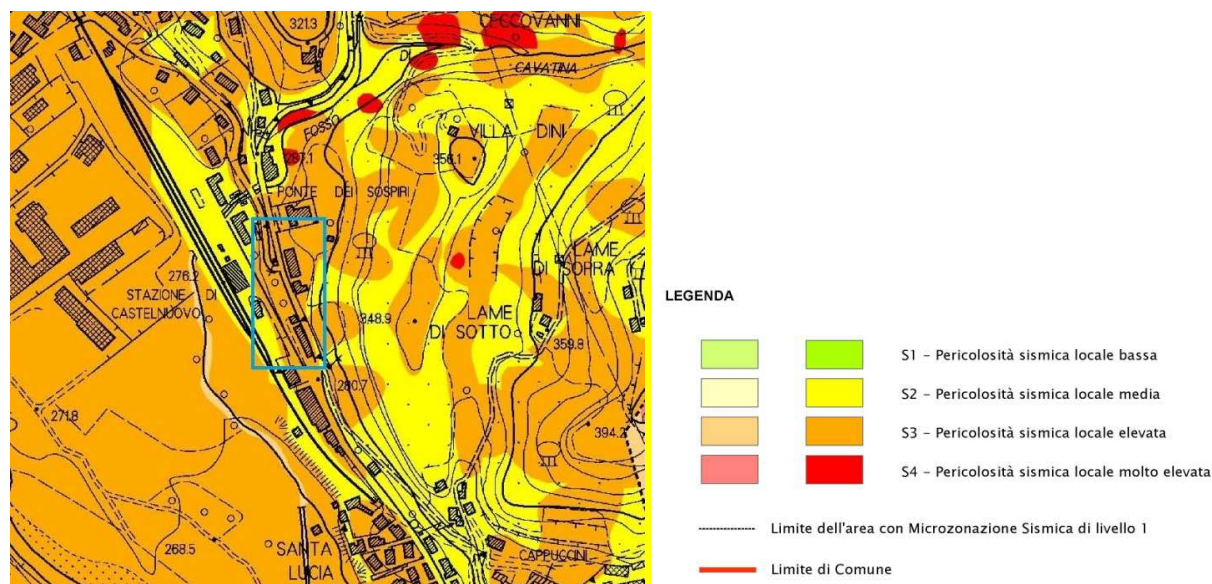 321.3
CECCOVANNI
DI
CAVATINA
FOSSO
VILLA DINI
287.1
356.1
PONTE DEI SOSPIRI
LAME
DI SOPRA
276.2
STAZIONE DI
CASTELNUOVO
348.9
LAME
DI SOTTO
359.8
280.7
271.8
394.2
268.5
SANTA
LUCIA
CAPPUCCINI
LEGENDA
S1 - Pericolosità sismica locale bassa
S2 - Pericolosità sismica locale media
S3 - Pericolosità sismica locale elevata
S4 - Pericolosità sismica locale molto elevata
Limite dell'area con Microzonazione Sismica di livello 1
Limite di Comune